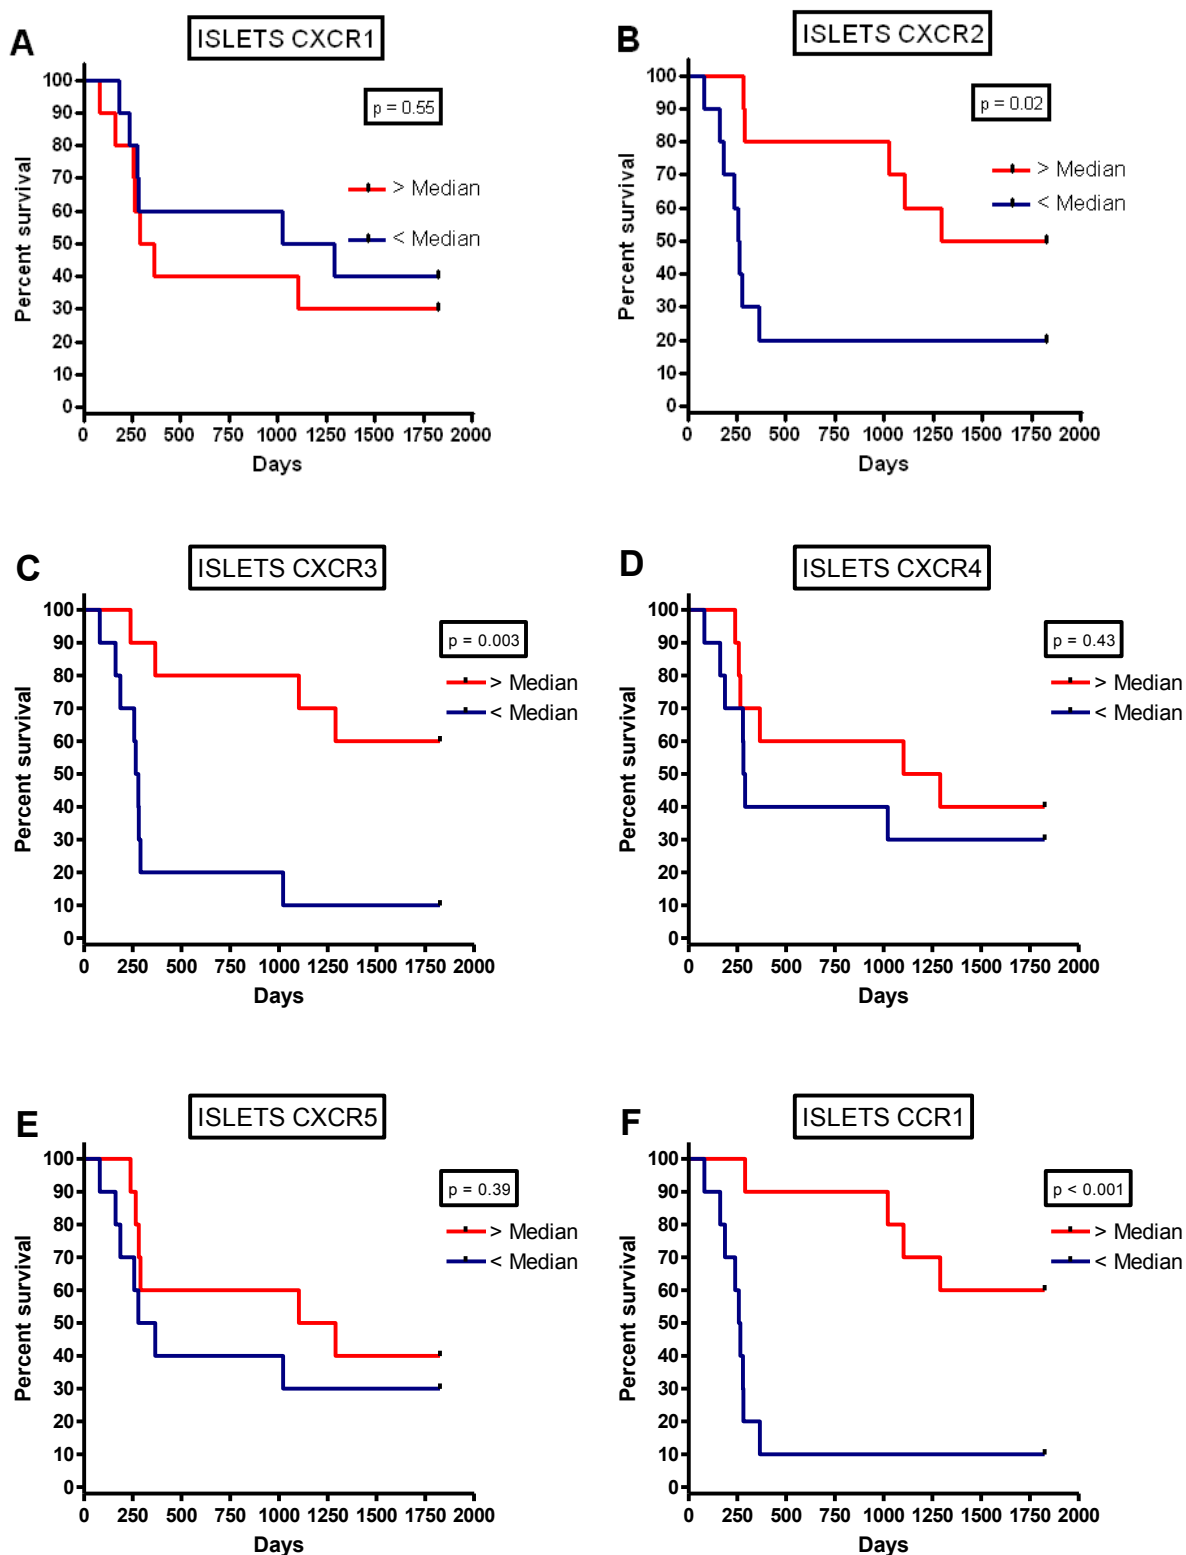 A
ISLETS CXCR1
p = 0.55
> Median
< Median
Percent survival
100
90
80
70
60
50
40
30
20
10
0
0 250 500 750 1000 1250 1500 1750 2000
Days
B
ISLETS CXCR2
p = 0.02
> Median
< Median
Percent survival
100
90
80
70
60
50
40
30
20
10
0
0 250 500 750 1000 1250 1500 1750 2000
Days
C
ISLETS CXCR3
p = 0.003
> Median
< Median
Percent survival
100
90
80
70
60
50
40
30
20
10
0
0 250 500 750 1000 1250 1500 1750 2000
Days
D
ISLETS CXCR4
p = 0.43
> Median
< Median
Percent survival
100
90
80
70
60
50
40
30
20
10
0
0 250 500 750 1000 1250 1500 1750 2000
Days
E
ISLETS CXCR5
p = 0.39
> Median
< Median
Percent survival
100
90
80
70
60
50
40
30
20
10
0
0 250 500 750 1000 1250 1500 1750 2000
Days
F
ISLETS CCR1
p < 0.001
> Median
< Median
Percent survival
100
90
80
70
60
50
40
30
20
10
0
0 250 500 750 1000 1250 1500 1750 2000
Days